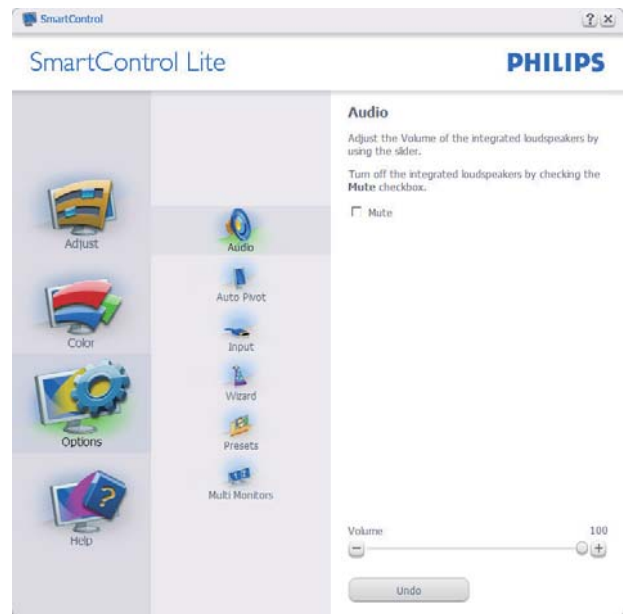 SmartControl
SmartControl Lite
PHILIPS
Adjust
Color
Options
Help
Audio
Auto Pivot
Input
Wizard
Presets
Multi Monitors
Audio
Adjust the Volume of the integrated loudspeakers by
using the slider.
Turn off the integrated loudspeakers by checking the
Mute checkbox.
Mute
Volume 100
Undo